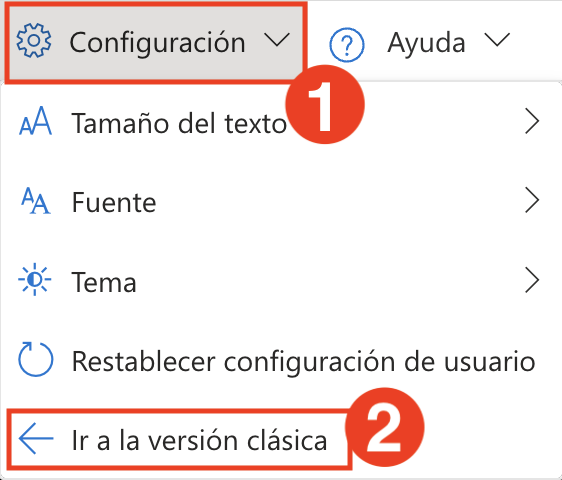 Configuración ? Ayuda
1
AA Tamaño del texto
AA Fuente
Tema
Restablecer configuración de usuario
Ir a la versión clásica 2